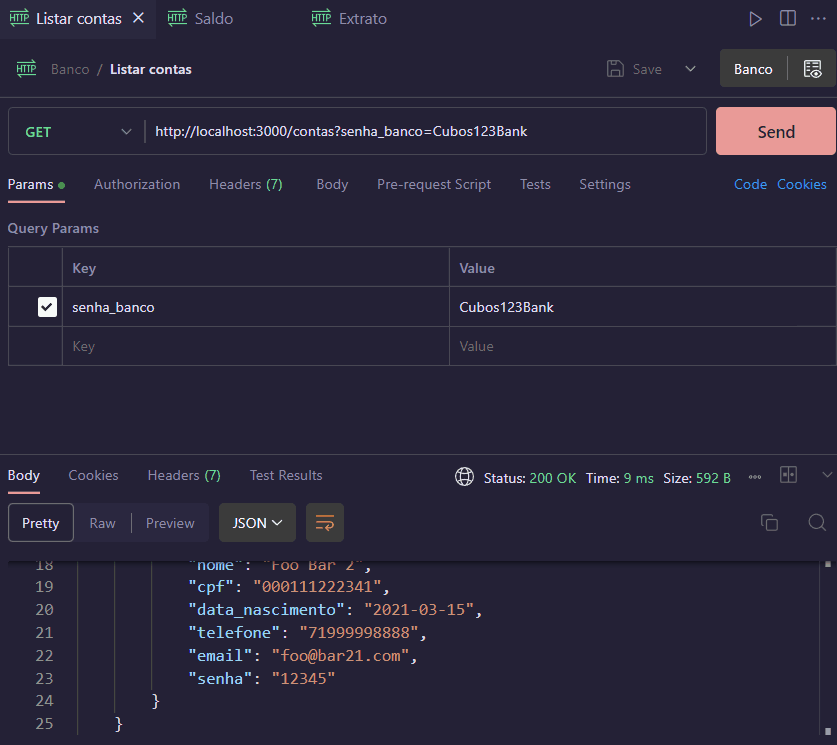 HTTP Listar contas HTTP Saldo HTTP Extrato
HTTP Banco / Listar contas Save Banco
GET http://localhost:3000/contas?senha_banco=Cubos123Bank Send
Params Authorization Headers (7) Body Pre-request Script Tests Settings Code Cookies
Query Params
Key Value
senha_banco Cubos123Bank
Key Value
Body Cookies Headers (7) Test Results Status: 200 OK Time: 9 ms Size: 592 B
Pretty Raw Preview JSON
18 "nome": "Foo Bar 2",
19 "cpf": "000111222341",
20 "data_nascimento": "2021-03-15",
21 "telefone": "71999998888",
22 "email": "foo@bar21.com",
23 "senha": "12345"
24 }
25 }